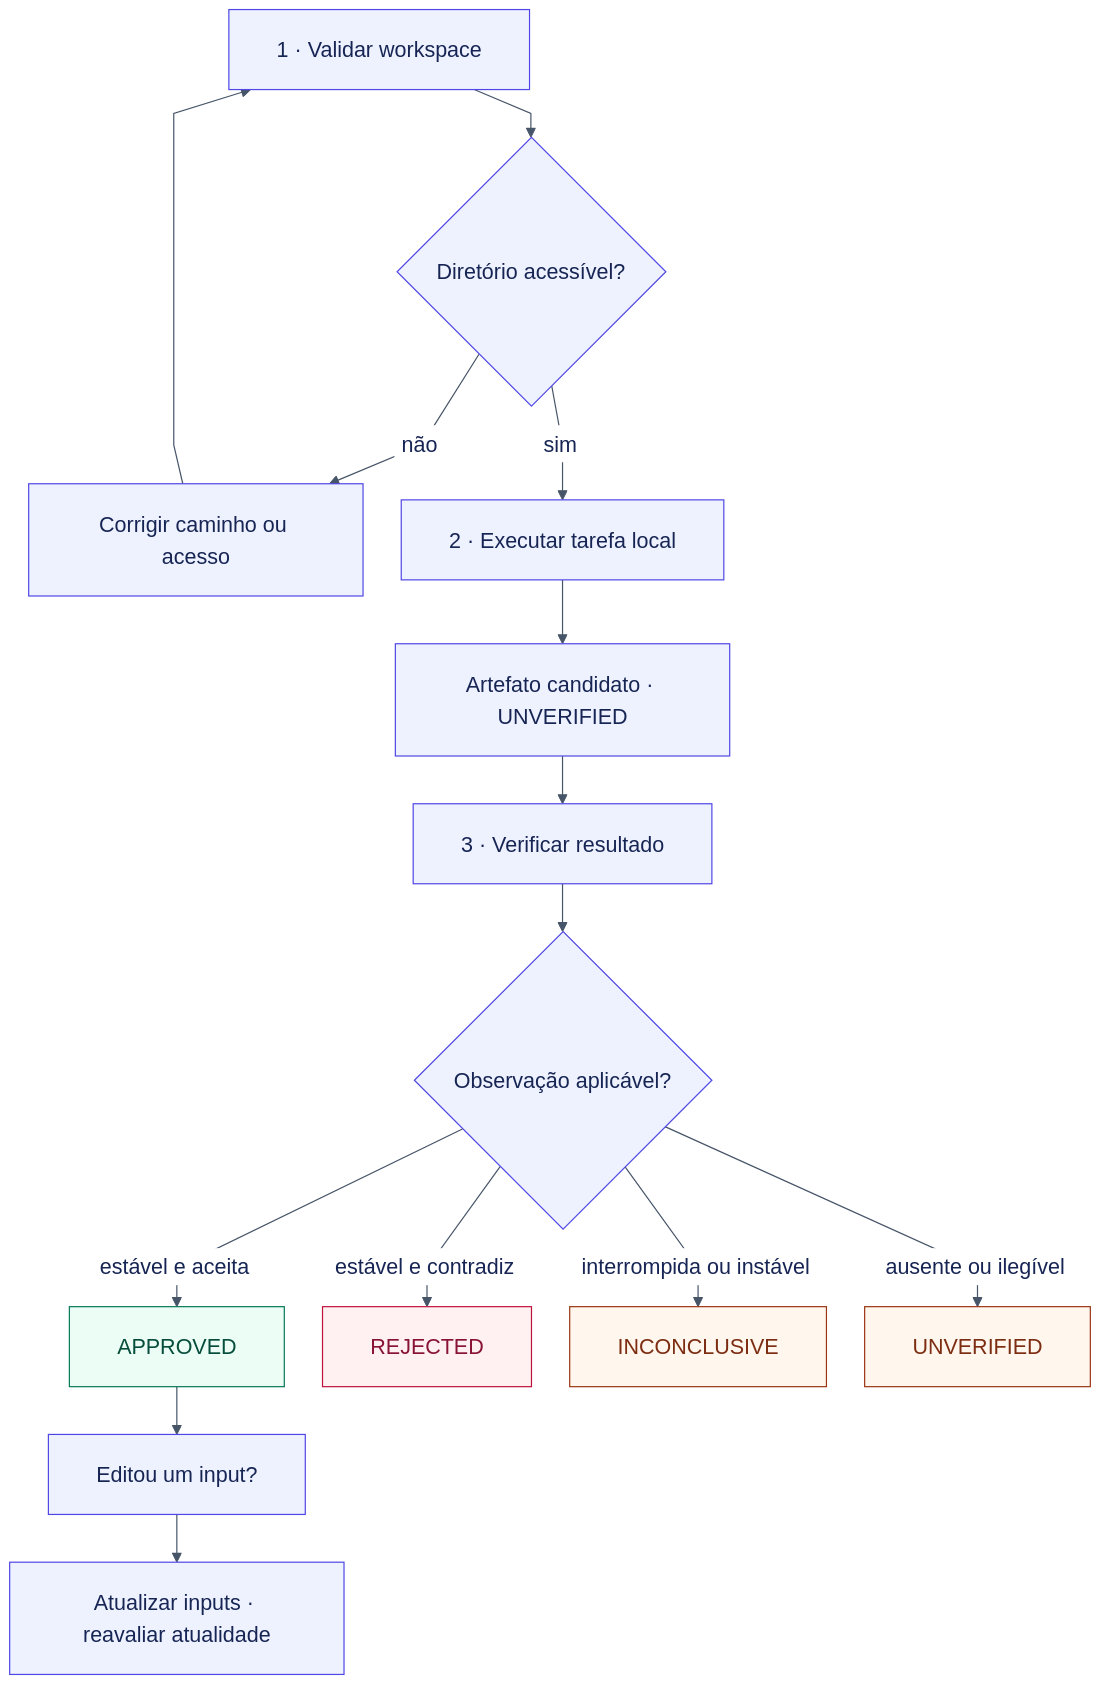 1 · Validar workspace
Diretório acessível?
não
sim
Corrigir caminho ou
acesso
2 · Executar tarefa local
Artefato candidato ·
UNVERIFIED
3 · Verificar resultado
Observação aplicável?
estável e aceita
estável e contradiz
interrompida ou instável
ausente ou ilegível
APPROVED
REJECTED
INCONCLUSIVE
UNVERIFIED
Editou um input?
Atualizar inputs ·
reavaliar atualidade